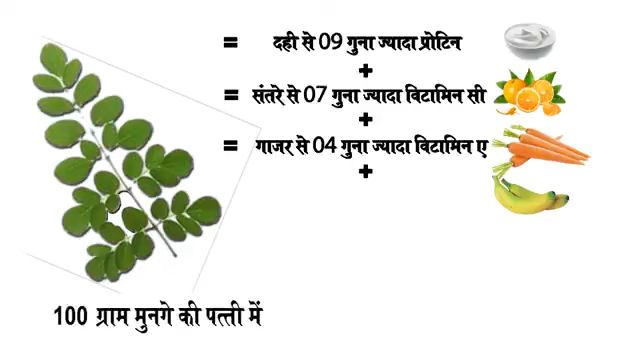 = दही से 09 गुना ज्यादा प्रोटिन
+
= संतरे से 07 गुना ज्यादा विटामिन सी
+
= गाजर से 04 गुना ज्यादा विटामिन ए
+
100 ग्राम मुनगे की पत्ती में